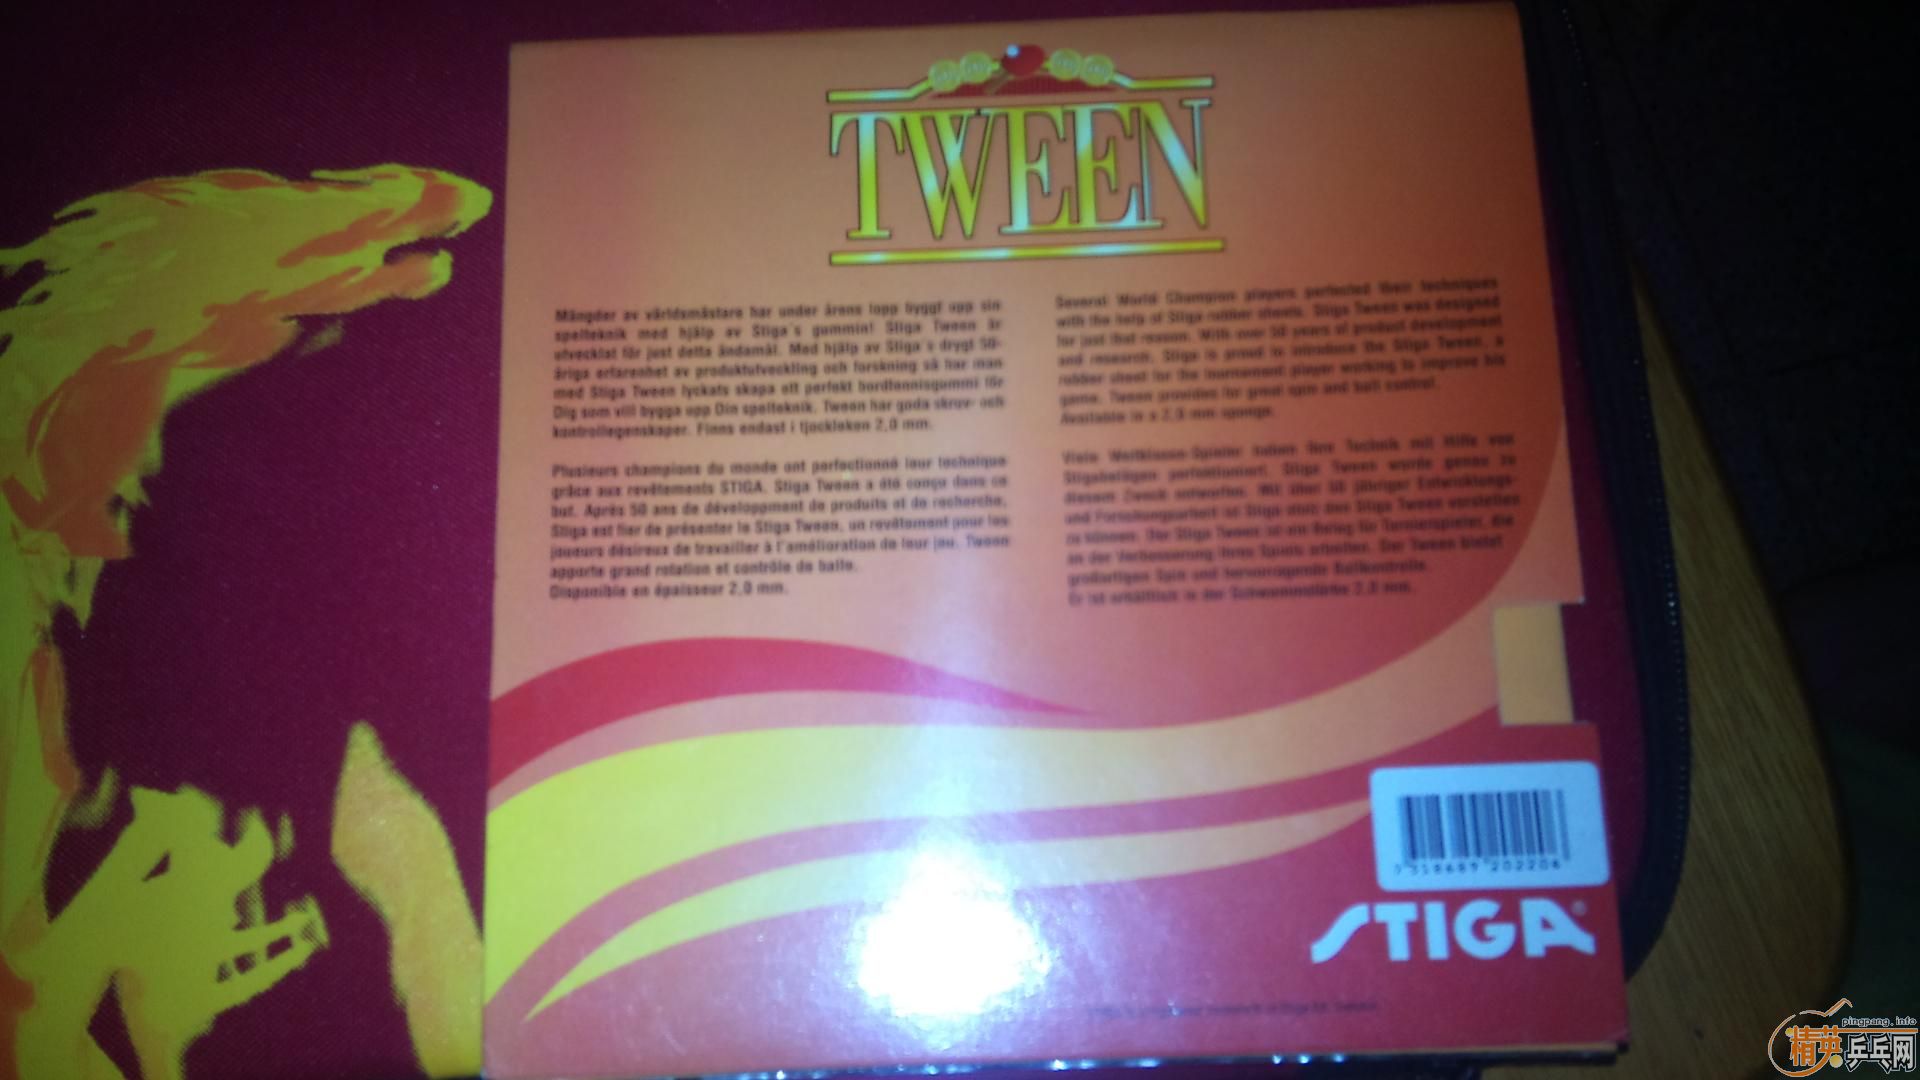 TWEEN
Mängder av världsmästare har under årens lopp byggt upp sin
spelteknik med hjälp av Stiga's gummin! Stiga Tween är
utvecklat för just detta ändamål. Med hjälp av Stiga's drygt 50-
åriga erfarenhet av produktutveckling och forskning så har man
med Stiga Tween lyckats skapa ett perfekt bordtennisgummi för
Dig som vill bygga upp Din spelteknik. Tween har goda skruv- och
kontrollegenskaper. Finns endast i tjockleken 2,0 mm.
Plusieurs champions du monde ont perfectionné leur technique
grâce aux revêtements STIGA. Stiga Tween a été conçu dans ce
but. Après 50 ans de développment de produits et de recherche,
Stiga est fier de présenter le Stiga Tween, un revêtement pour les
joueurs désireux de travailler à l'amélioration de leur jeu. Tween
apporte grand rotation et contrôle de balle.
Disponible en épaisseur 2,0 mm.
Several World Champion players perfected their techniques
with the help of Stiga rubber sheets. Stiga Tween was designed
for just that reason. With over 50 years of product development
and research, Stiga is proud to introduce the Stiga Tween, a
rubber sheet for the tournament player working to improve his
game. Tween provides for great spin and ball control.
Available in a 2,0 mm sponge.
Viele Weltklassen-Spieler haben ihre Technik mit Hilfe von
Stigabelägen perfektioniert. Stiga Tween wurde genau zu
diesem Zweck entworfen. Mit über 50 jähriger Entwicklungs-
und Forschungsarbeit ist Stiga stolz den Stiga Tween vorstellen
zu können. Der Stiga Tween ist ein Belag für Turnierspieler, die
an der Verbesserung ihres Spiels arbeiten. Der Tween bietet
großartigen Spin und hervorragende Ballkontrolle.
Er ist erhältlich in der Schwammstärke 2,0 mm.
7 318689 202206
STIGA®
pingpang.info
精英乒乓网